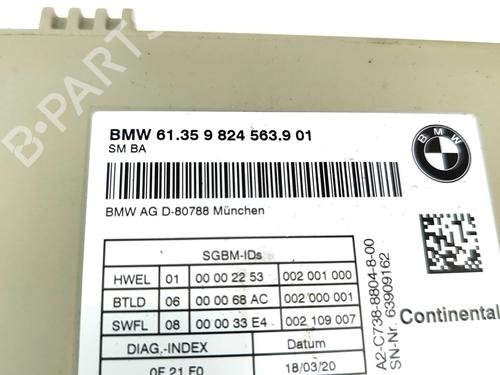 BMW 61.35 9 824 563.9 01
SM BA
BMW AG D-80788 München
SGBM-IDs
HWEL 01 00 00 22 53 002 001 000
BTLD 06 00 00 68 AC 002 000 001
SWFL 08 00 00 33 E4 002 109 007
DIAG.-INDEX Datum
0F 21 F0 18/03/20
A2-C738-8804-8-00
SN-Nr. 63909162
BMW
Continental
B-PARTS